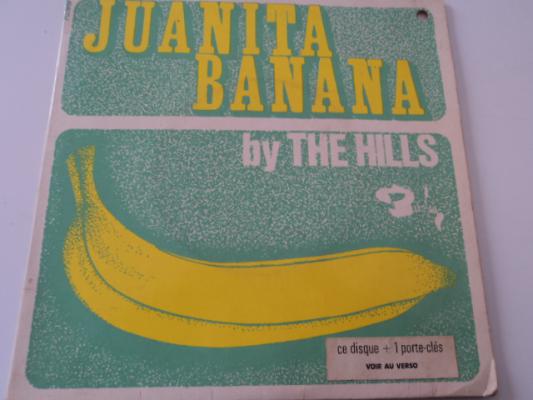 JUANITA
BANANA
by THE HILLS
ce disque + 1 porte-clés
VOIR AU VERSO